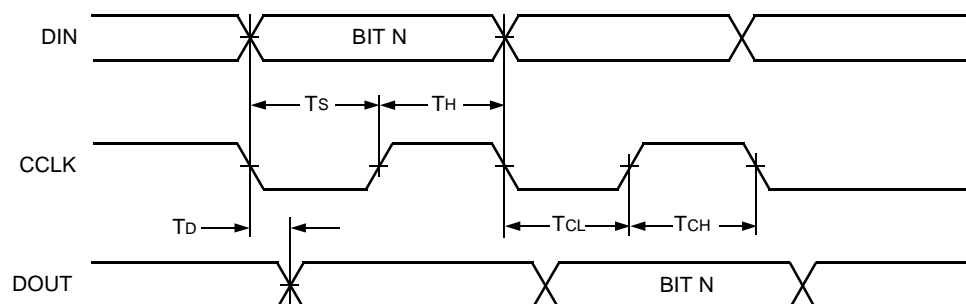 DIN BIT N
TS TH
CCLK
TD TCL TCH
DOUT BIT N